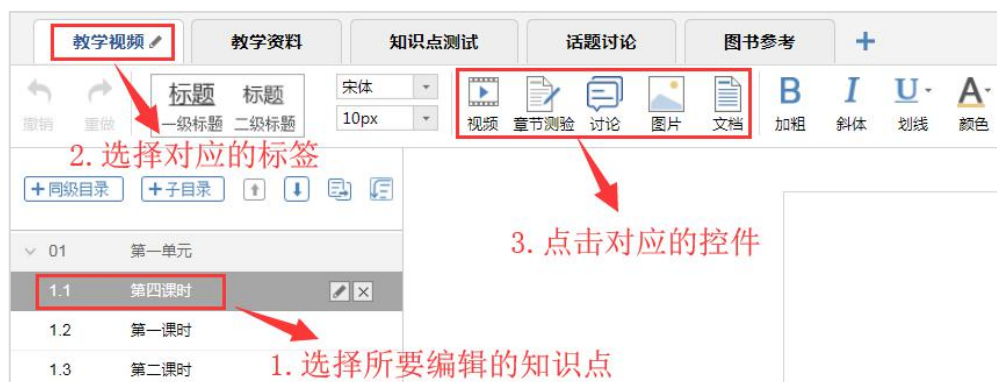 教学视频 教学资料 知识点测试 话题讨论 图书参考 +
标题 标题 宋体 B I U A
撤销 重做 一级标题 二级标题 10px 视频 章节测验 讨论 图片 文档 加粗 斜体 划线 颜色
2. 选择对应的标签
+同级目录 +子目录
3. 点击对应的控件
01 第一单元
1.1 第四课时
1.2 第一课时
1. 选择所要编辑的知识点
1.3 第二课时